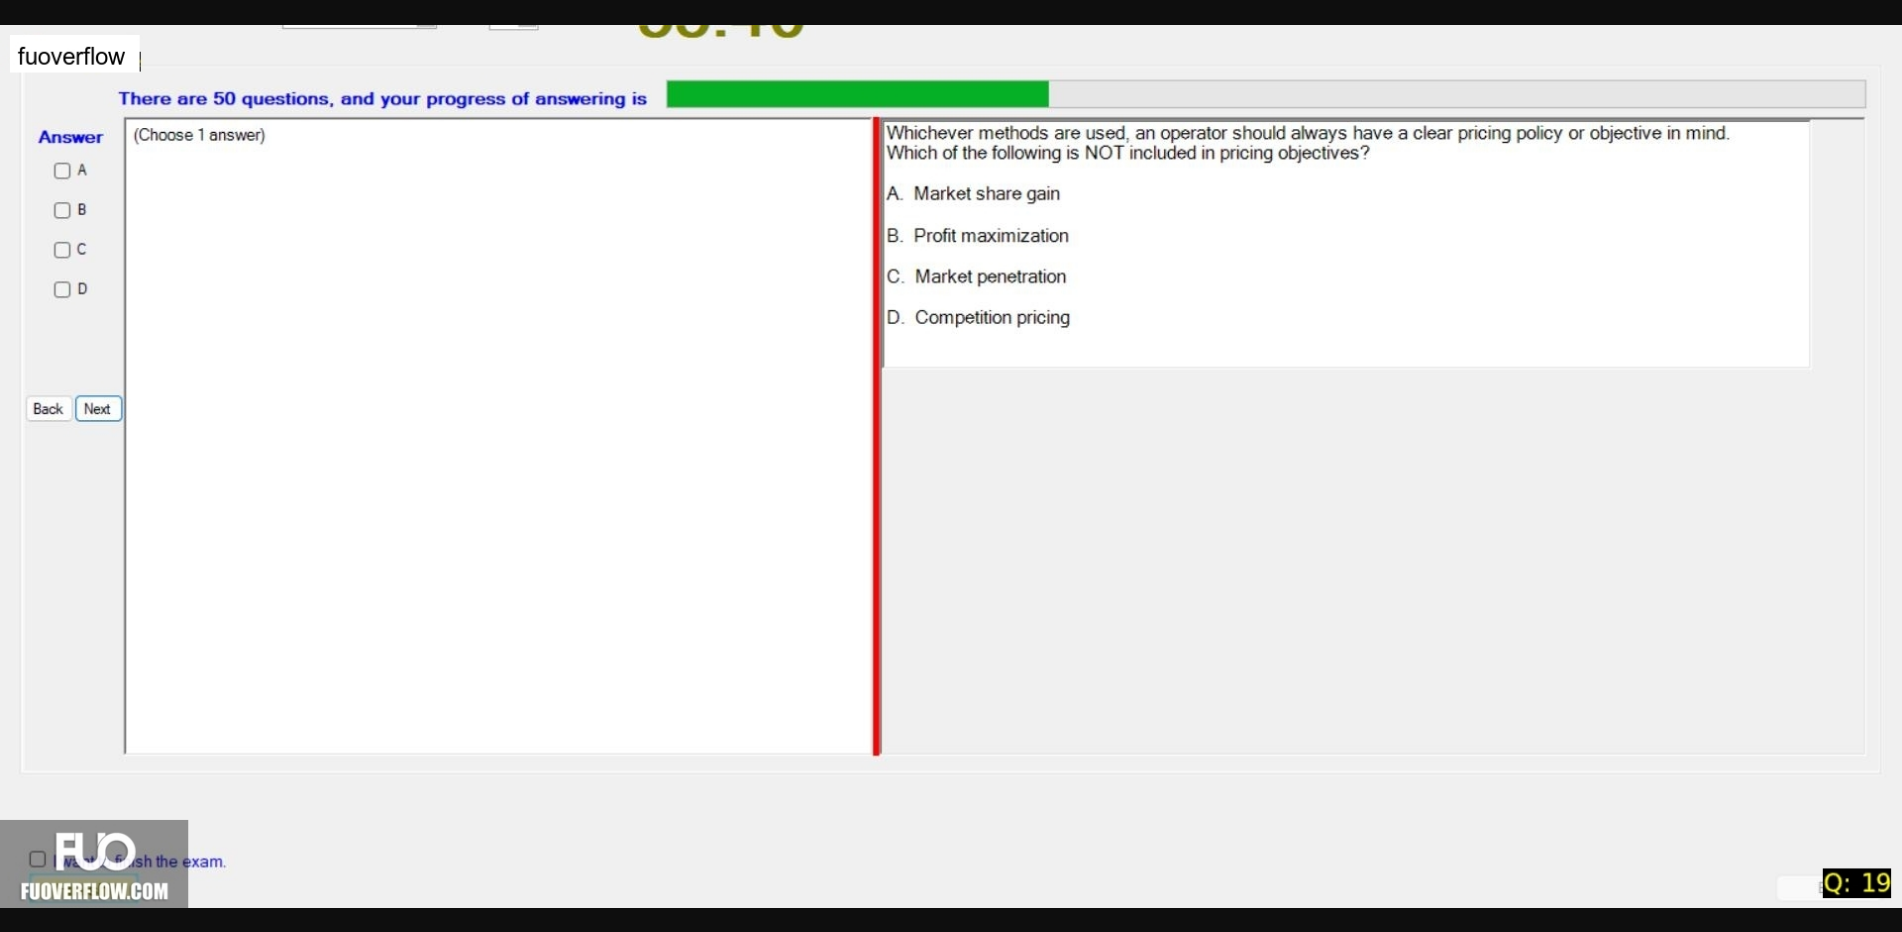 fuoverflow
There are 50 questions, and your progress of answering is
Answer
(Choose 1 answer)
A
B
C
D
Back
Next
Whichever methods are used, an operator should always have a clear pricing policy or objective in mind.
Which of the following is NOT included in pricing objectives?
A. Market share gain
B. Profit maximization
C. Market penetration
D. Competition pricing
FUO
the exam.
FUOVERFLOW.COM
Q: 19